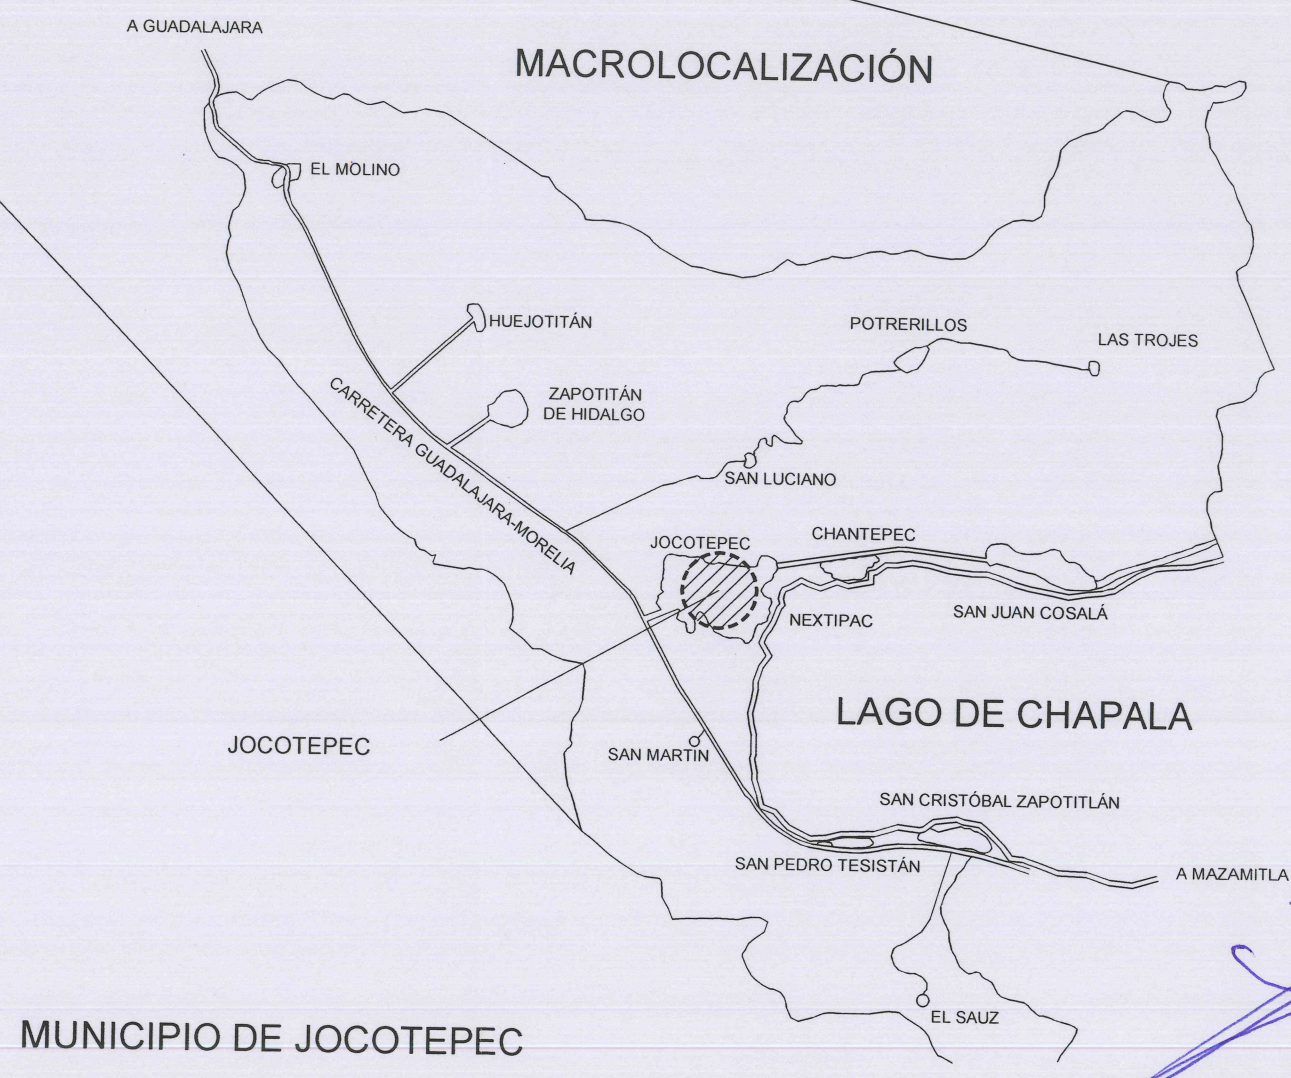 A GUADALAJARA
MACROLOCALIZACIÓN
EL MOLINO
HUEJOTITÁN
POTRERILLOS
LAS TROJES
ZAPOTITÁN
DE HIDALGO
CARRETERA GUADALAJARA-MORELIA
SAN LUCIANO
JOCOTEPEC
CHANTEPEC
SAN JUAN COSALÁ
NEXTIPAC
LAGO DE CHAPALA
JOCOTEPEC
SAN MARTIN
SAN CRISTÓBAL ZAPOTITLÁN
SAN PEDRO TESISTÁN
A MAZAMITLA
EL SAUZ
MUNICIPIO DE JOCOTEPEC